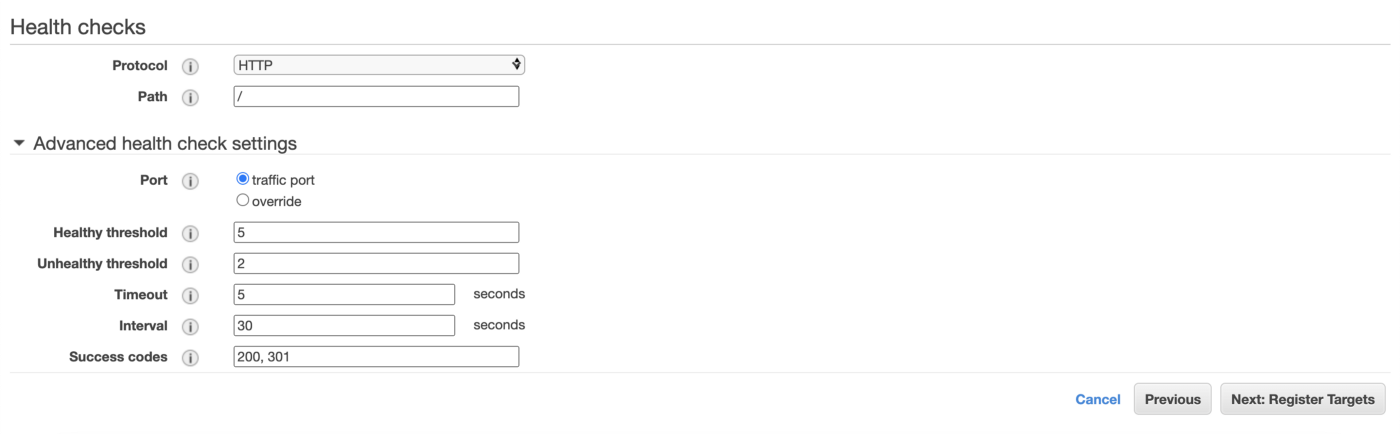 Health checks
Protocol i HTTP
Path i /
Advanced health check settings
Port i traffic port
override
Healthy threshold i 5
Unhealthy threshold i 2
Timeout i 5 seconds
Interval i 30 seconds
Success codes i 200, 301
Cancel Previous Next: Register Targets